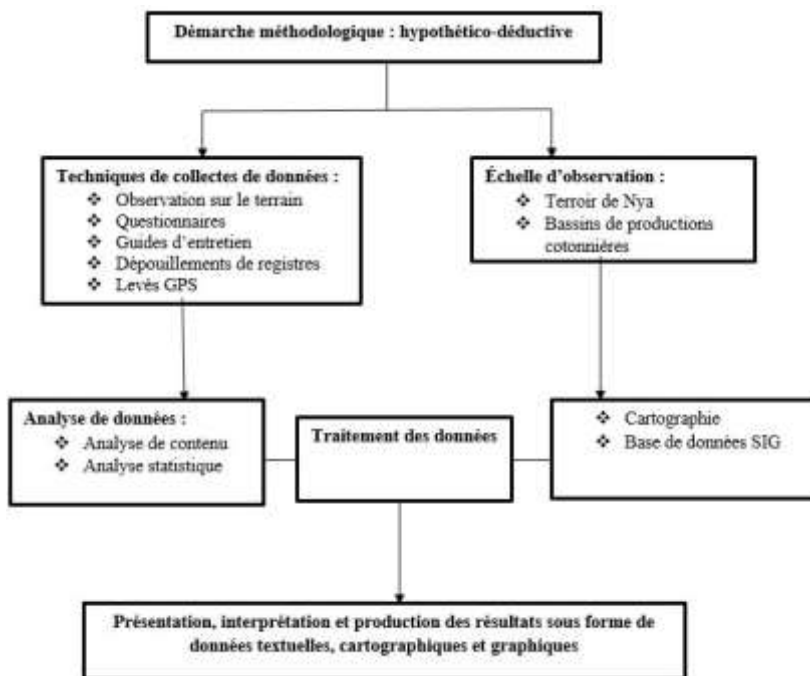 Démarche méthodologique : hypothético-déductive
Techniques de collectes de données :
❖ Observation sur le terrain
❖ Questionnaires
❖ Guides d'entretien
❖ Dépouillements de registres
❖ Levés GPS
Échelle d'observation :
❖ Terroir de Nya
❖ Bassins de productions
cotonnières
Analyse de données :
❖ Analyse de contenu
❖ Analyse statistique
Traitement des données
❖ Cartographie
❖ Base de données SIG
Présentation, interprétation et production des résultats sous forme de
données textuelles, cartographiques et graphiques